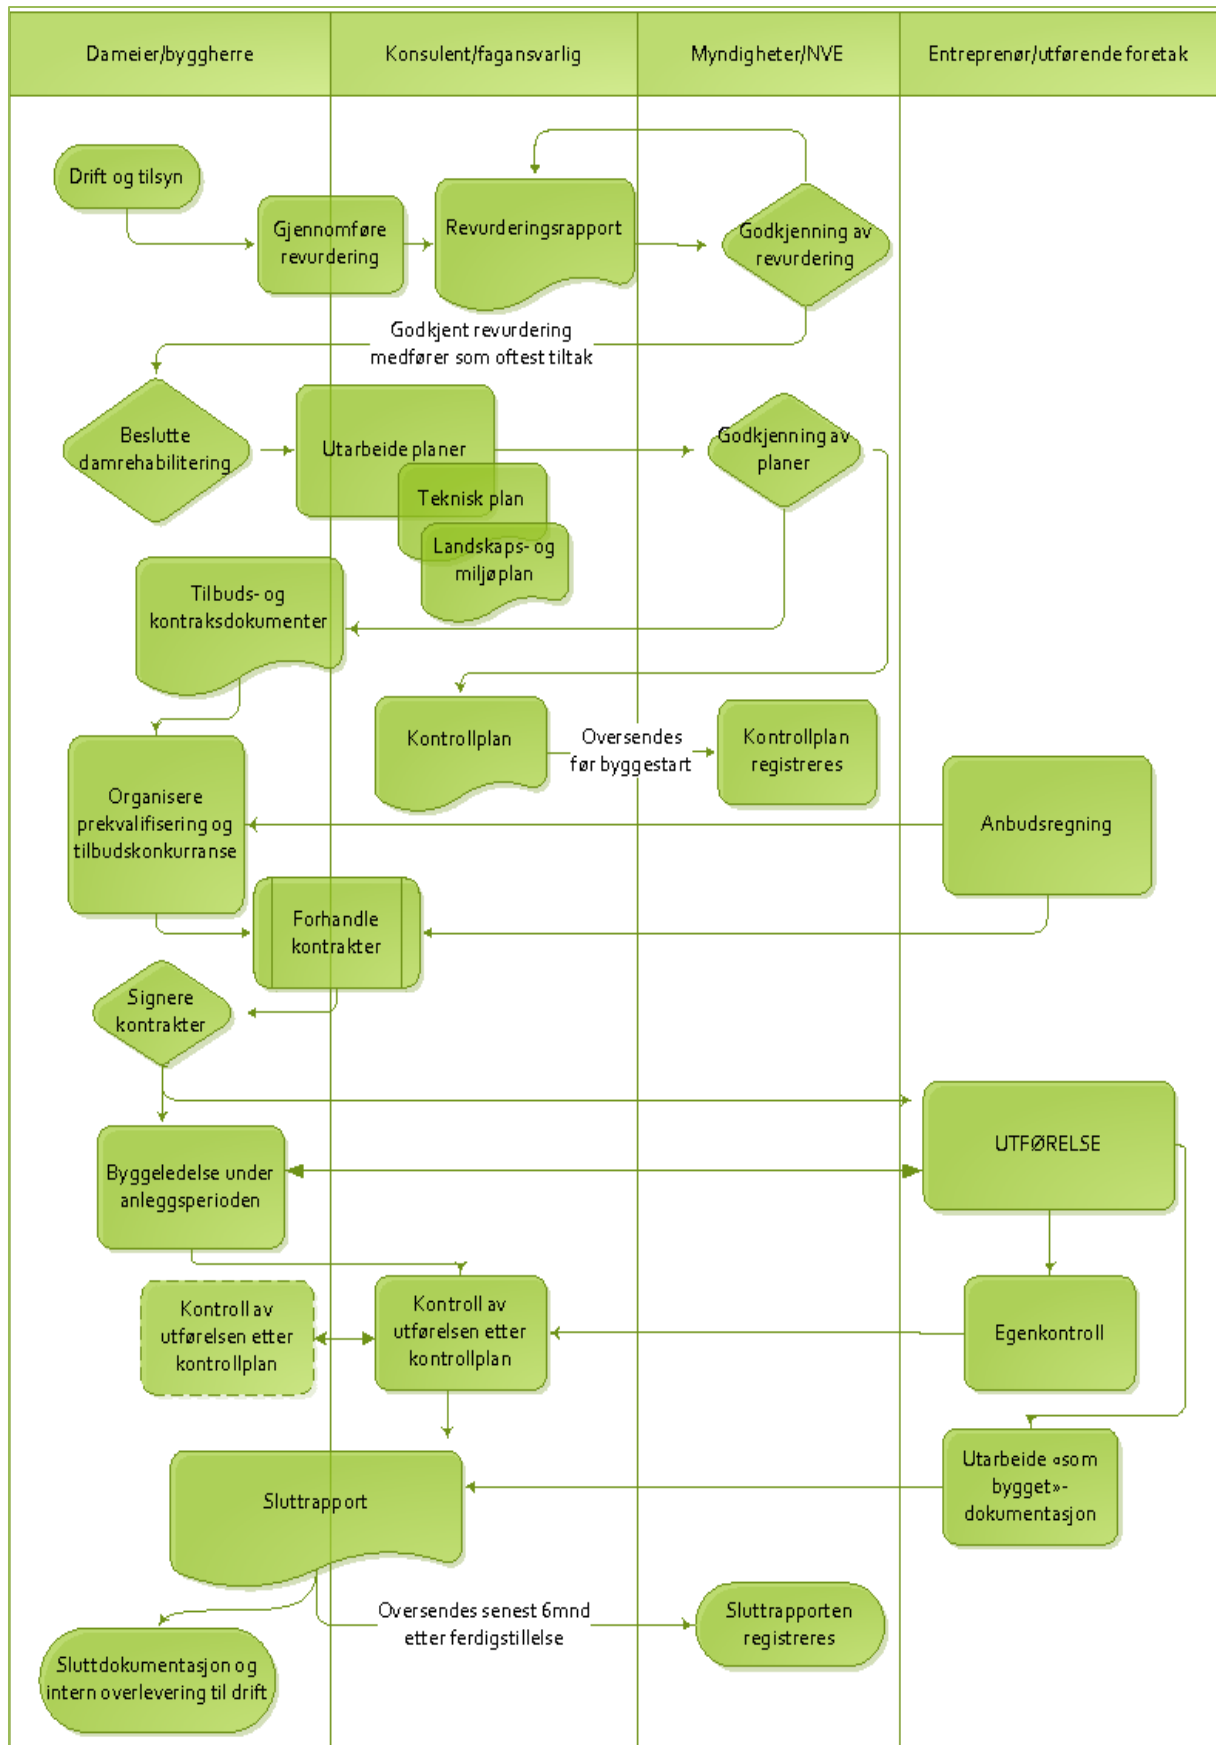 Dameier/byggherre
Konsulent/fagansvarlig
Myndigheter/NVE
Entreprenør/utførende foretak
Drift og tilsyn
Gjennomføre
revurdering
Revurderingsrapport
Godkjenning av
revurdering
Godkjent revurdering
medfører som oftest tiltak
Beslutte
damrehabilitering
Utarbeide planer
Teknisk plan
Landskaps- og
miljøplan
Godkjenning av
planer
Tilbuds- og
kontraksdokumenter
Kontrollplan
Oversendes
før byggestart
Kontrollplan
registreres
Organisere
prekvalifisering og
tilbudskonkurranse
Anbudsregning
Forhandle
kontrakter
Signere
kontrakter
UTFØRELSE
Byggeledelse under
anleggsperioden
Kontroll av
utførelsen etter
kontrollplan
Kontroll av
utførelsen etter
kontrollplan
Egenkontroll
Utarbeide «som
bygget»-
dokumentasjon
Sluttrapport
Oversendes senest 6mnd
etter ferdigstillelse
Sluttrapporten
registreres
Sluttdokumentasjon og
intern overlevering til drift